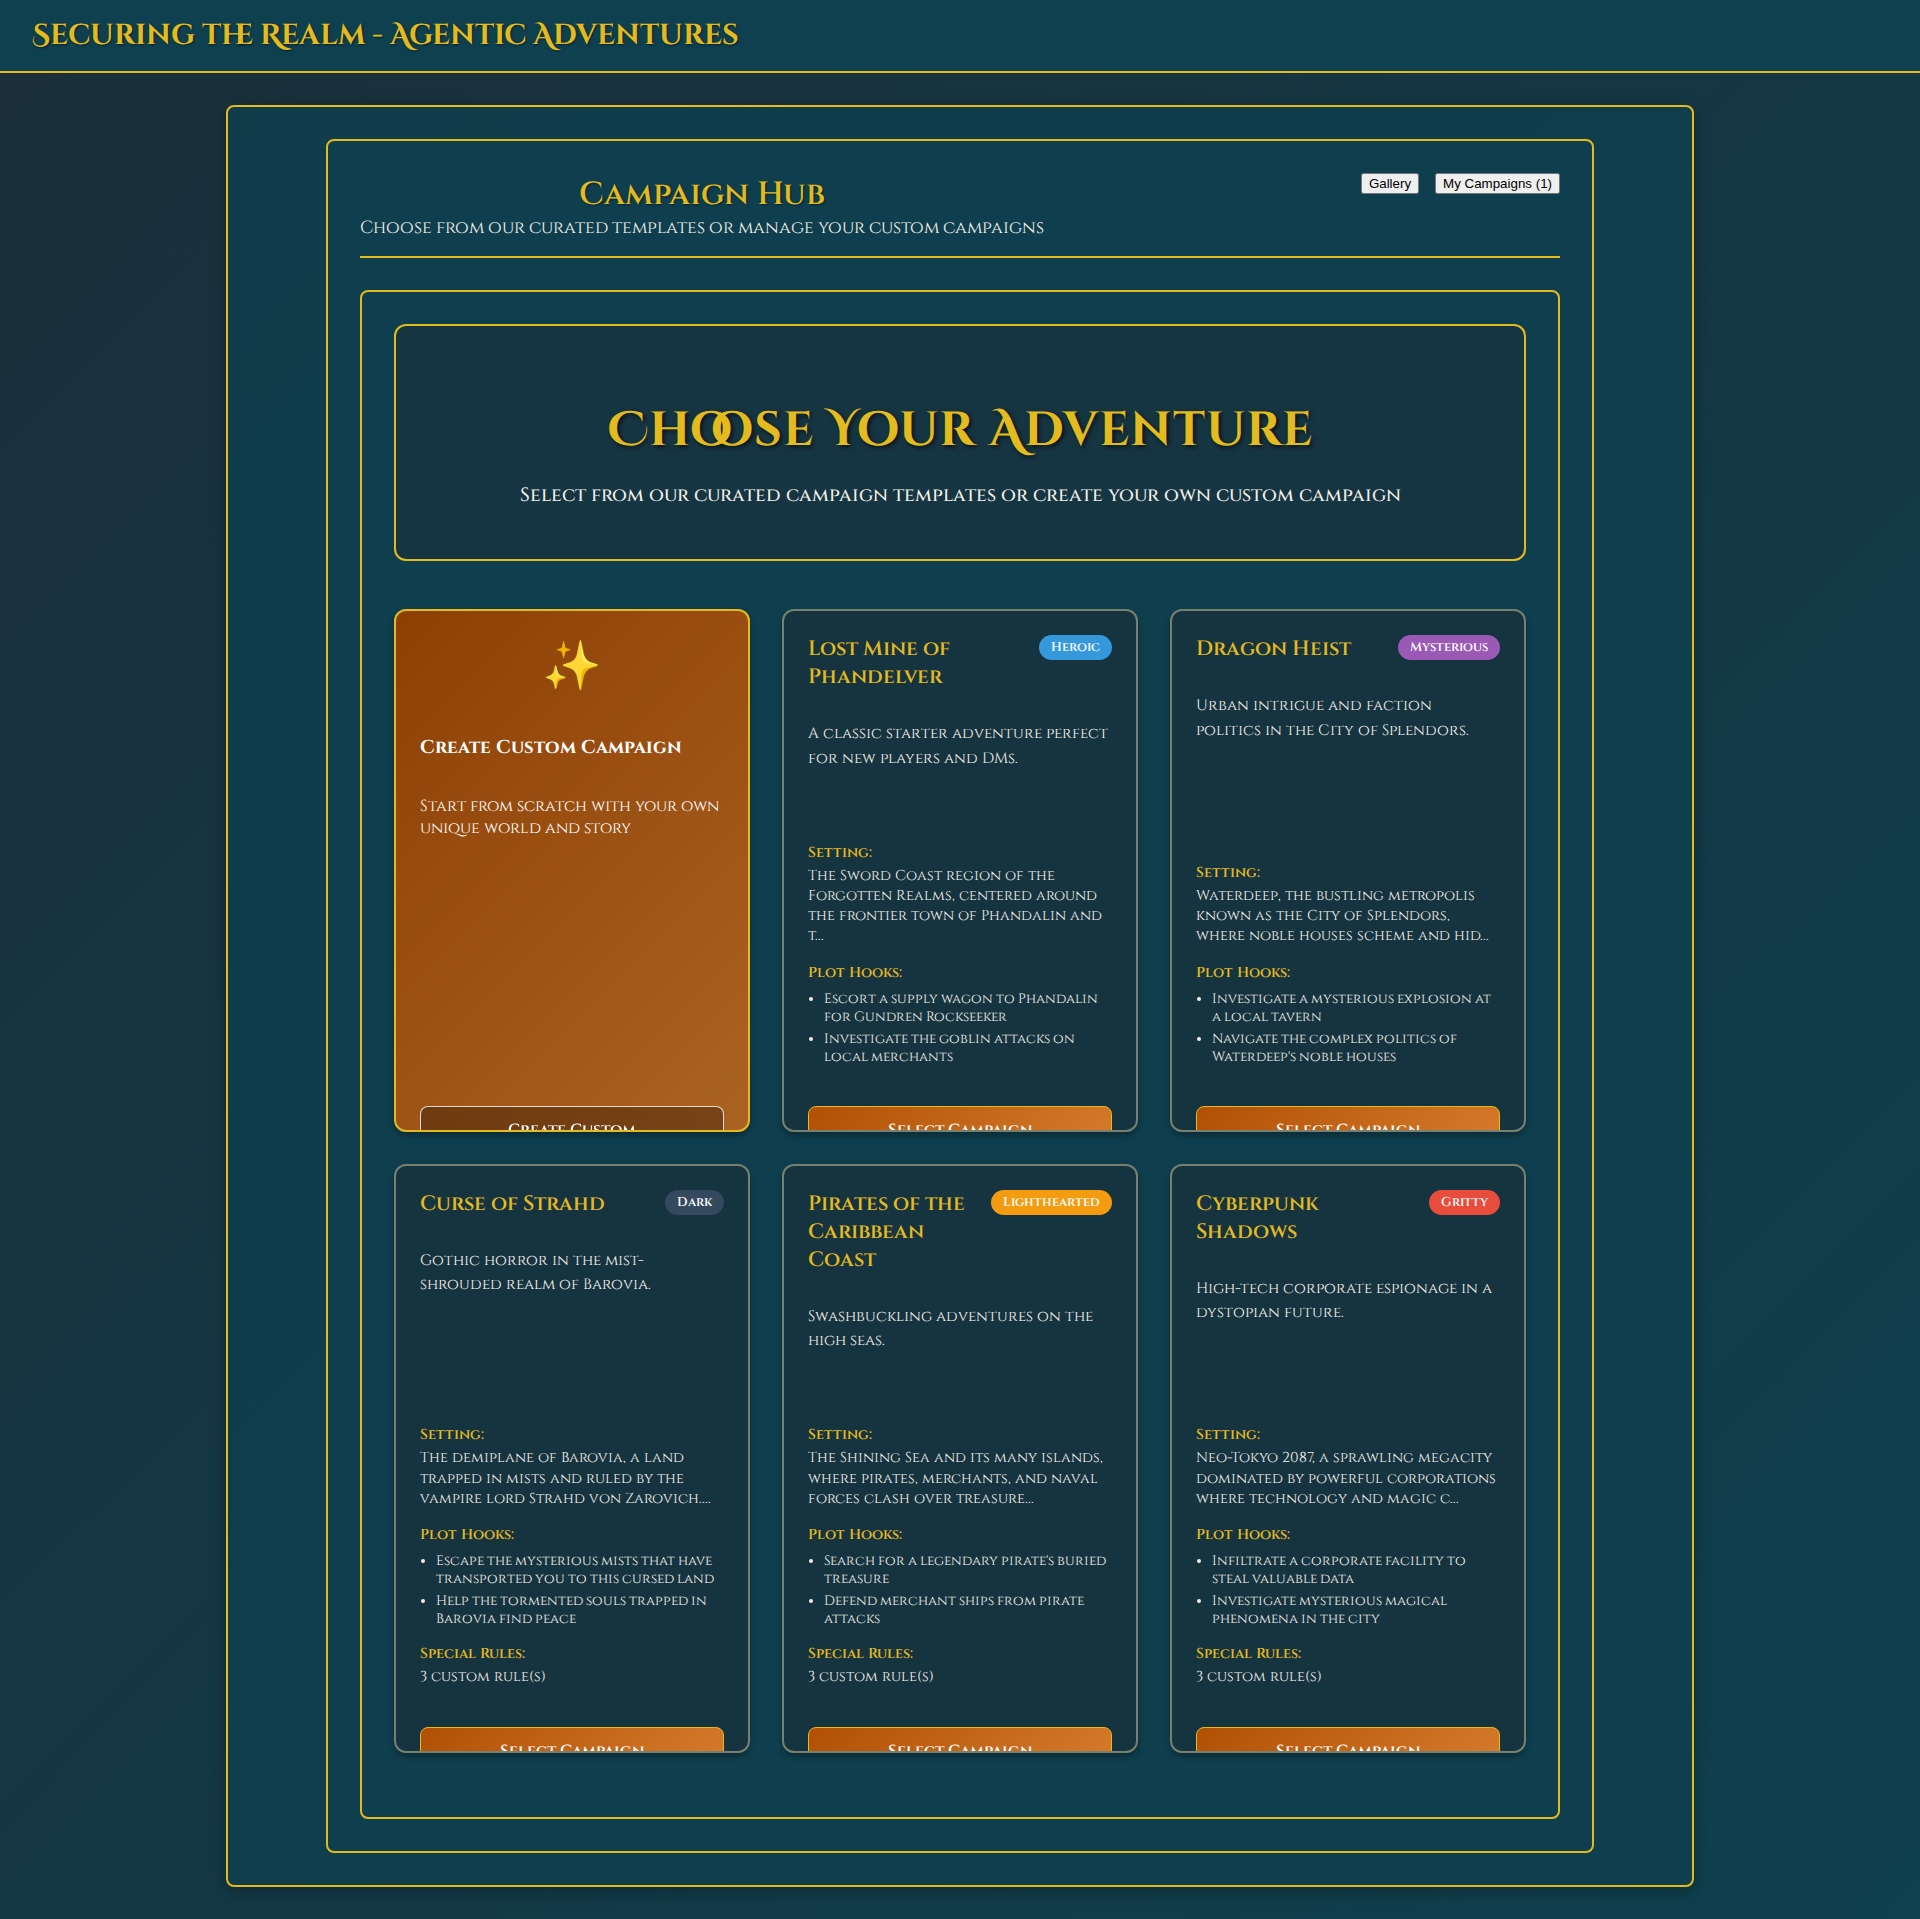 Securing the Realm - Agentic Adventures
Campaign Hub
Choose from our curated templates or manage your custom campaigns
Gallery
My Campaigns (1)
Choose Your Adventure
Select from our curated campaign templates or create your own custom campaign
Create Custom Campaign
Start from scratch with your own
unique world and story
Create Custom
Lost Mine of
Phandelver
Heroic
A classic starter adventure perfect
for new players and DMs.
Setting:
The Sword Coast region of the
Forgotten Realms, centered around
the frontier town of Phandalin and
t...
Plot Hooks:
• Escort a supply wagon to Phandalin
for Gundren Rockseeker
• Investigate the goblin attacks on
local merchants
Select Campaign
Dragon Heist
Mysterious
Urban intrigue and faction
politics in the City of Splendors.
Setting:
Waterdeep, the bustling metropolis
known as the City of Splendors,
where noble houses scheme and hid...
Plot Hooks:
• Investigate a mysterious explosion at
a local tavern
• Navigate the complex politics of
Waterdeep's noble houses
Select Campaign
Curse of Strahd
Dark
Gothic horror in the mist-
shrouded realm of Barovia.
Setting:
The demiplane of Barovia, a land
trapped in mists and ruled by the
vampire lord Strahd von Zarovich....
Plot Hooks:
• Escape the mysterious mists that have
transported you to this cursed land
• Help the tormented souls trapped in
Barovia find peace
Special Rules:
3 custom rule(s)
Select Campaign
Pirates of the
Caribbean
Coast
Lighthearted
Swashbuckling adventures on the
high seas.
Setting:
The Shining Sea and its many islands,
where pirates, merchants, and naval
forces clash over treasure...
Plot Hooks:
• Search for a legendary pirate's buried
treasure
• Defend merchant ships from pirate
attacks
Special Rules:
3 custom rule(s)
Select Campaign
Cyberpunk
Shadows
Gritty
High-tech corporate espionage in a
dystopian future.
Setting:
Neo-Tokyo 2087, a sprawling megacity
dominated by powerful corporations
where technology and magic c...
Plot Hooks:
• Infiltrate a corporate facility to
steal valuable data
• Investigate mysterious magical
phenomena in the city
Special Rules:
3 custom rule(s)
Select Campaign